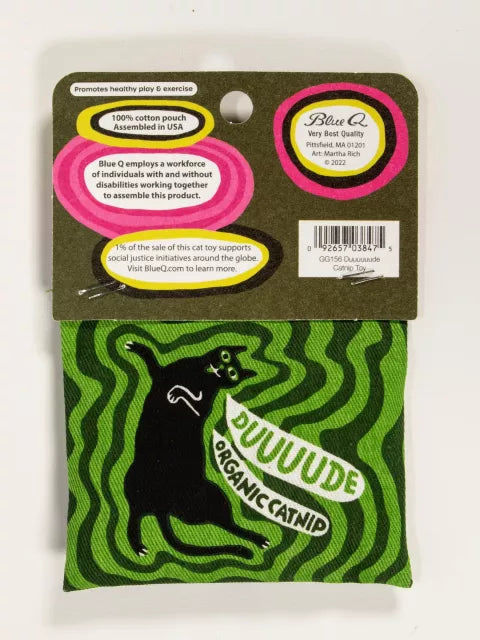 Promotes healthy play & exercise
100% cotton pouch
Assembled in USA
Blue Q employs a workforce
of individuals with and without
disabilities working together
to assemble this product.
1% of the sale of this cat toy supports
social justice initiatives around the globe.
Visit BlueQ.com to learn more.
Blue Q
Very Best Quality
Pittsfield, MA 01201
Art: Martha Rich
© 2022
0 92657 03847 5
GG156 Duuuuude
Catnip Toy
DUUUUUDE
ORGANIC CATNIP